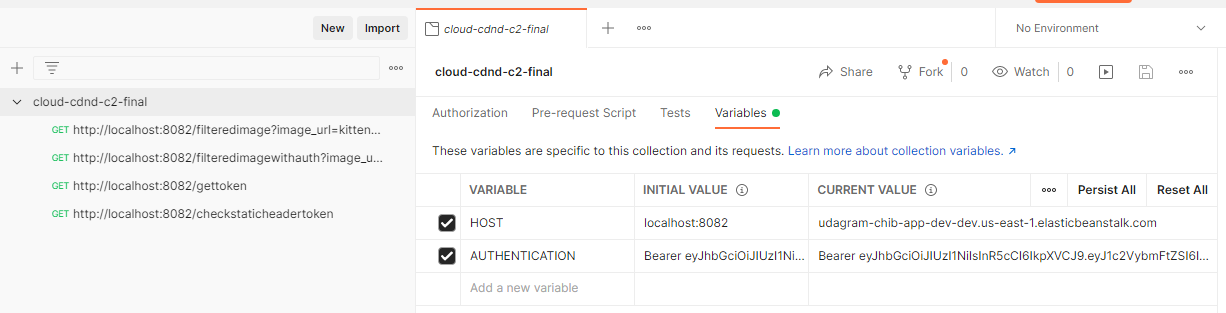 New Import
cloud-cdnd-c2-final
No Environment
cloud-cdnd-c2-final
Share Fork 0 Watch 0
cloud-cdnd-c2-final
GET http://localhost:8082/filteredimage?image_url=kitten...
GET http://localhost:8082/filteredimagewithauth?image_u...
GET http://localhost:8082/gettoken
GET http://localhost:8082/checkstaticheadertoken
Authorization Pre-request Script Tests Variables
These variables are specific to this collection and its requests. Learn more about collection variables. ↗
VARIABLE INITIAL VALUE CURRENT VALUE Persist All Reset All
HOST localhost:8082 udagram-chib-app-dev-dev.us-east-1.elasticbeanstalk.com
AUTHENTICATION Bearer eyJhbGciOiJIUzI1Ni... Bearer eyJhbGciOiJIUzI1NiIsInR5cCI6IkpXVCJ9.eyJ1c2VybmFtZSI6I...
Add a new variable